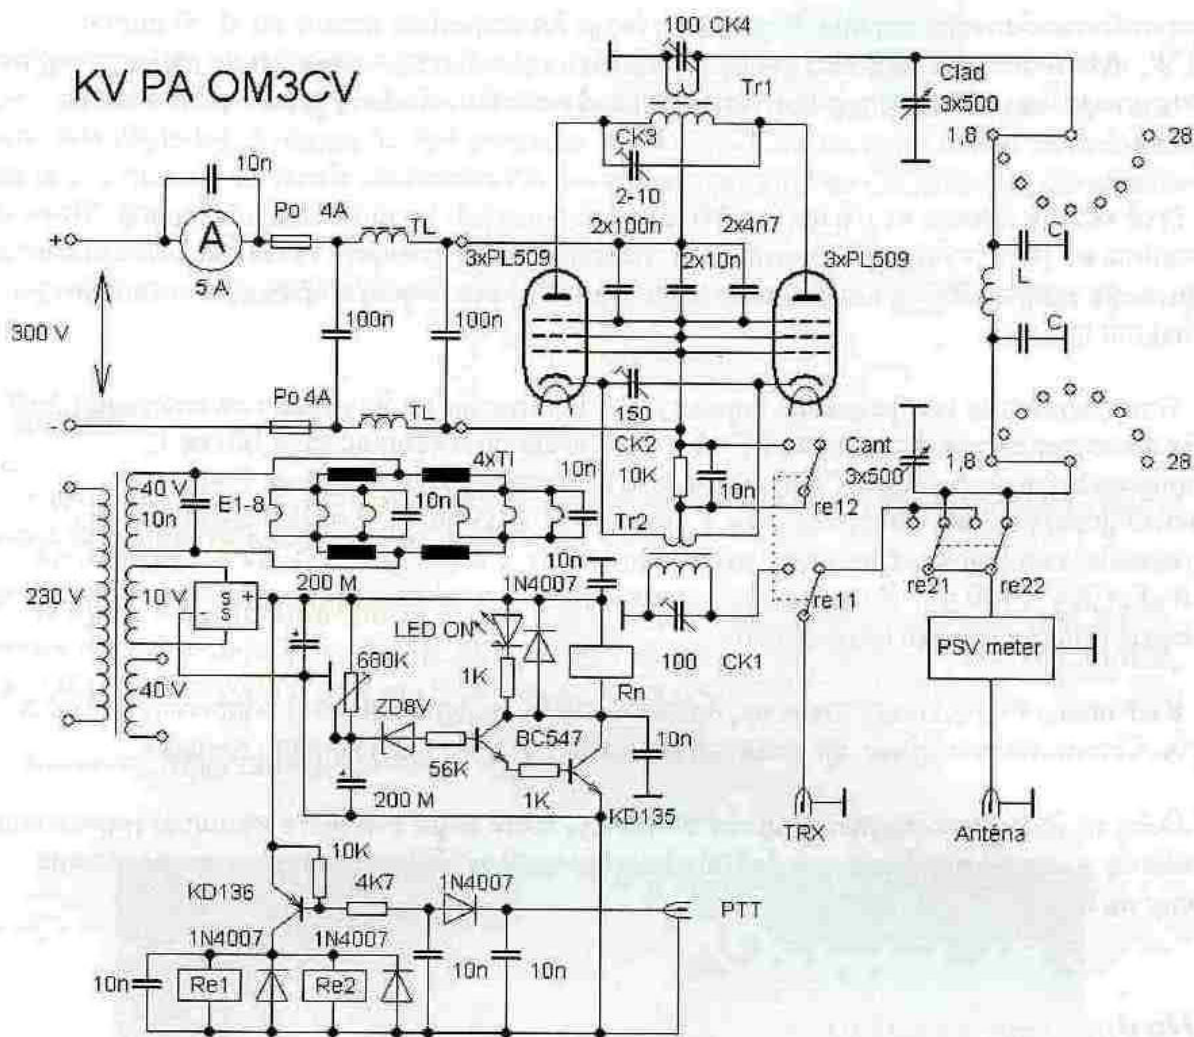 KV PA OM3CV
100 CK4
Tr1
Clad
3x500
CK3
2-10
1,8
28
10n
Po 4A
A
5 A
TL
+
2x100n
2x4n7
3xPL509
2x10n
3xPL509
C
L
C
300 V
100n
100n
Po 4A
TL
-
150
CK2
Cant
3x500
1,8
28
40 V
10n
E1-8
4xTl
10n
10n
10K
10n
re12
Tr2
10n
re21
re22
230 V
10V
200 M
1N4007
re11
LED ON
PSV meter
40 V
680K
1K
100
CK1
Rn
ZD8V
BC547
56K
10n
1K
200 M
KD135
TRX
Anténa
10K
KD136
4K7
1N4007
PTT
1N4007
1N4007
10n
Re1
Re2
10n
10n